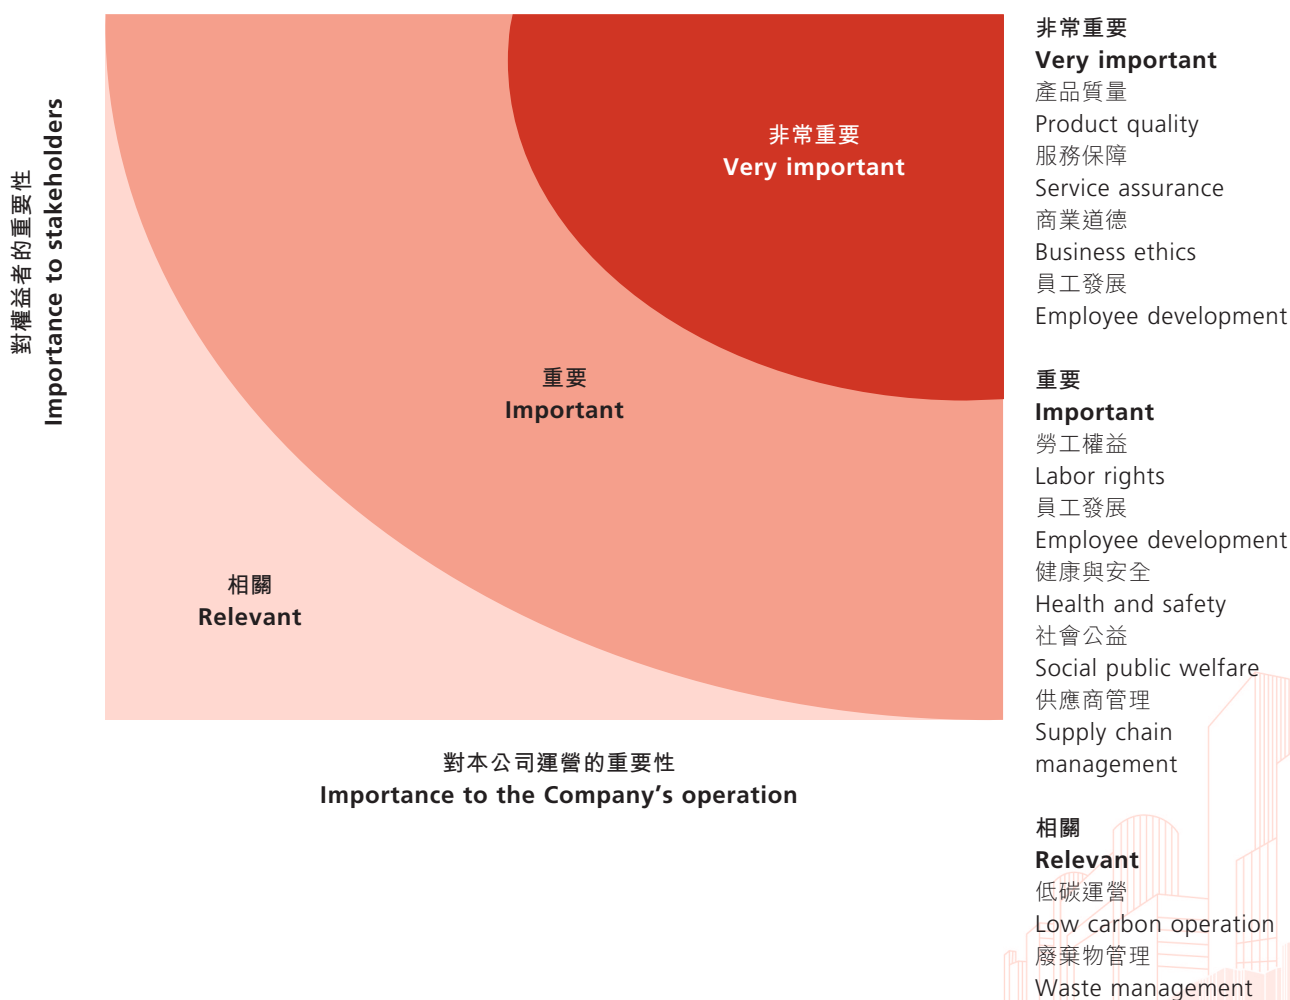 對權益者的重要性
Importance to stakeholders
非常重要
Very important
重要
Important
相關
Relevant
對本公司運營的重要性
Importance to the Company’s operation
非常重要
Very important
產品質量
Product quality
服務保障
Service assurance
商業道德
Business ethics
員工發展
Employee development
重要
Important
勞工權益
Labor rights
員工發展
Employee development
健康與安全
Health and safety
社會公益
Social public welfare
供應商管理
Supply chain
management
相關
Relevant
低碳運營
Low carbon operation
廢棄物管理
Waste management